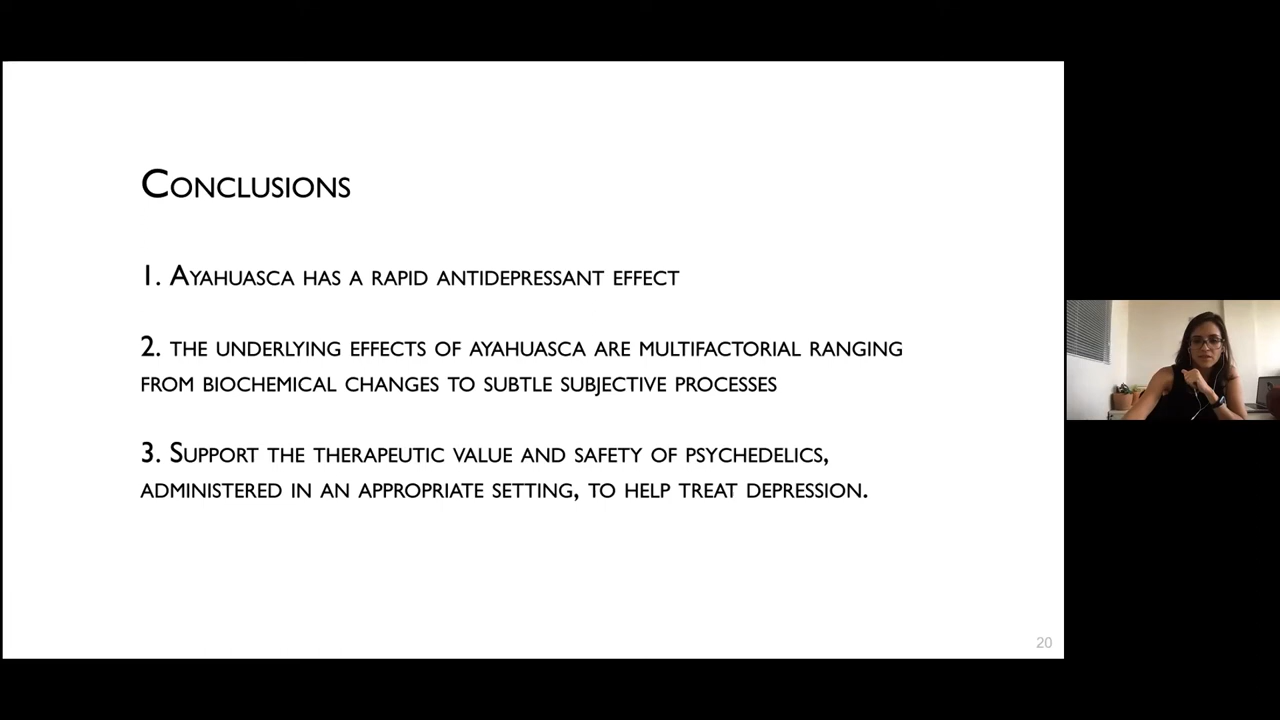 Conclusions
1. Ayahuasca has a rapid antidepressant effect
2. the underlying effects of ayahuasca are multifactorial ranging
from biochemical changes to subtle subjective processes
3. Support the therapeutic value and safety of psychedelics,
administered in an appropriate setting, to help treat depression.
20